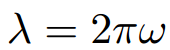 λ = 2πω